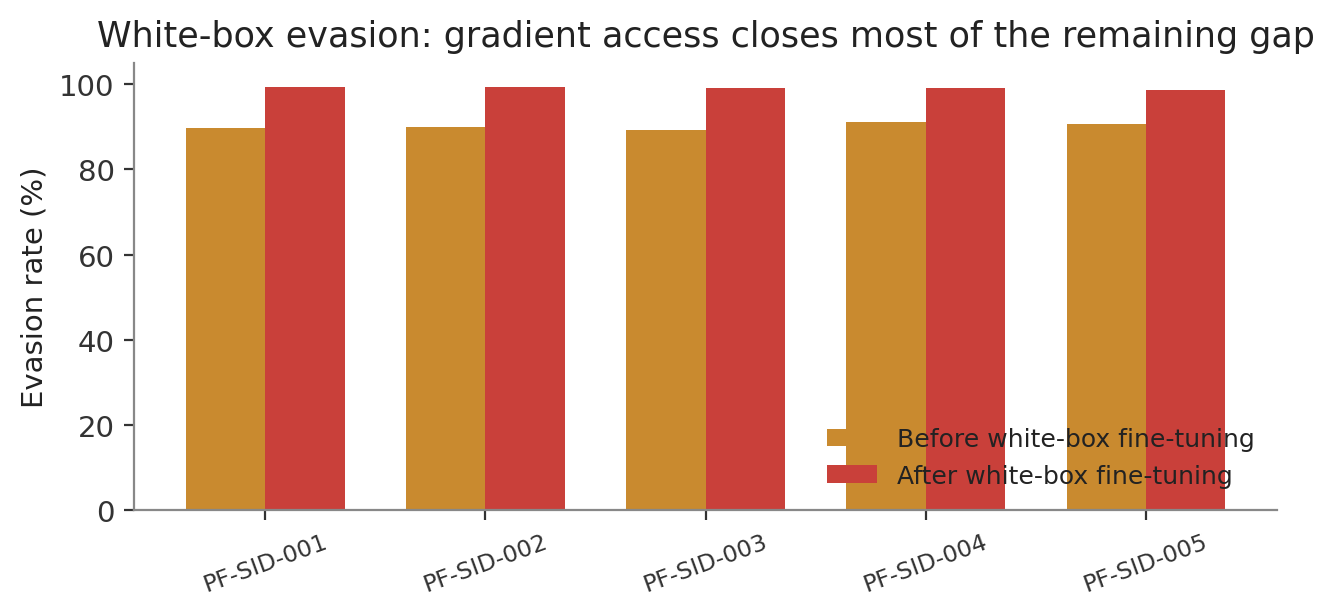 White-box evasion: gradient access closes most of the remaining gap
Evasion rate (%)
100
80
60
40
20
0
Before white-box fine-tuning
After white-box fine-tuning
PF-SID-001
PF-SID-002
PF-SID-003
PF-SID-004
PF-SID-005